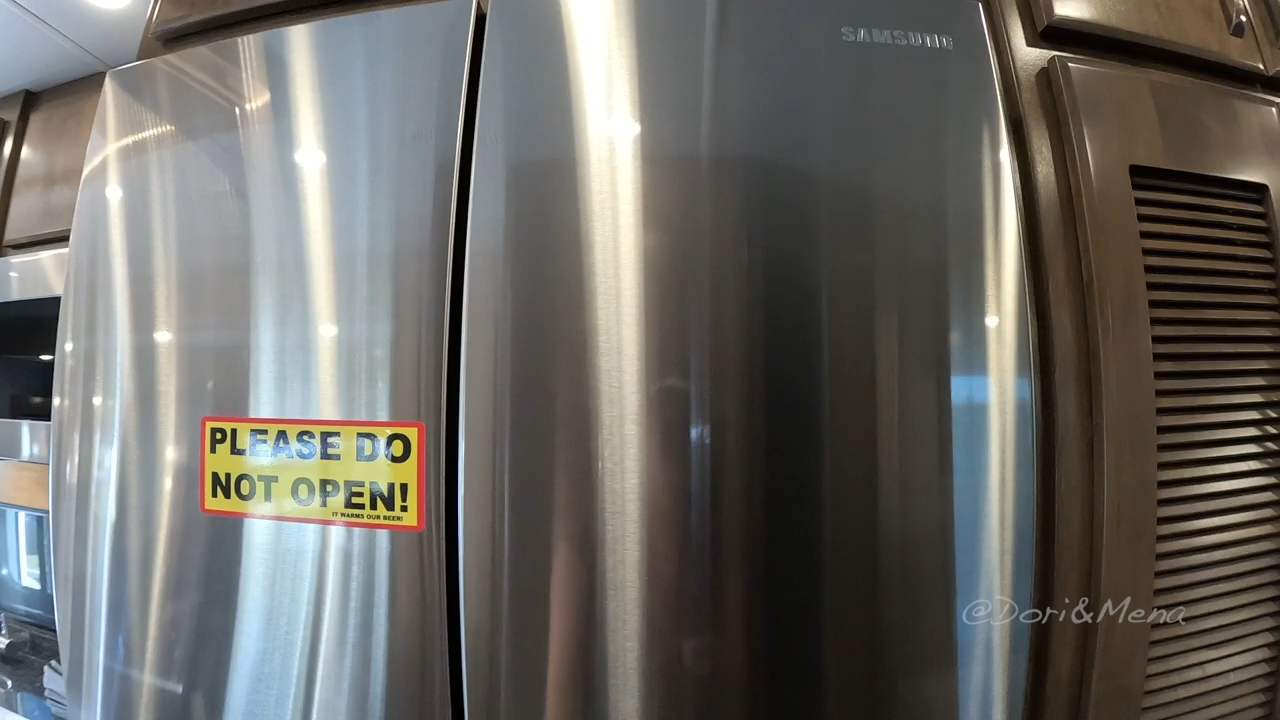 SAMSUNG
PLEASE DO
NOT OPEN!
IT WARMS OUR BEER!
@Dori&Mena